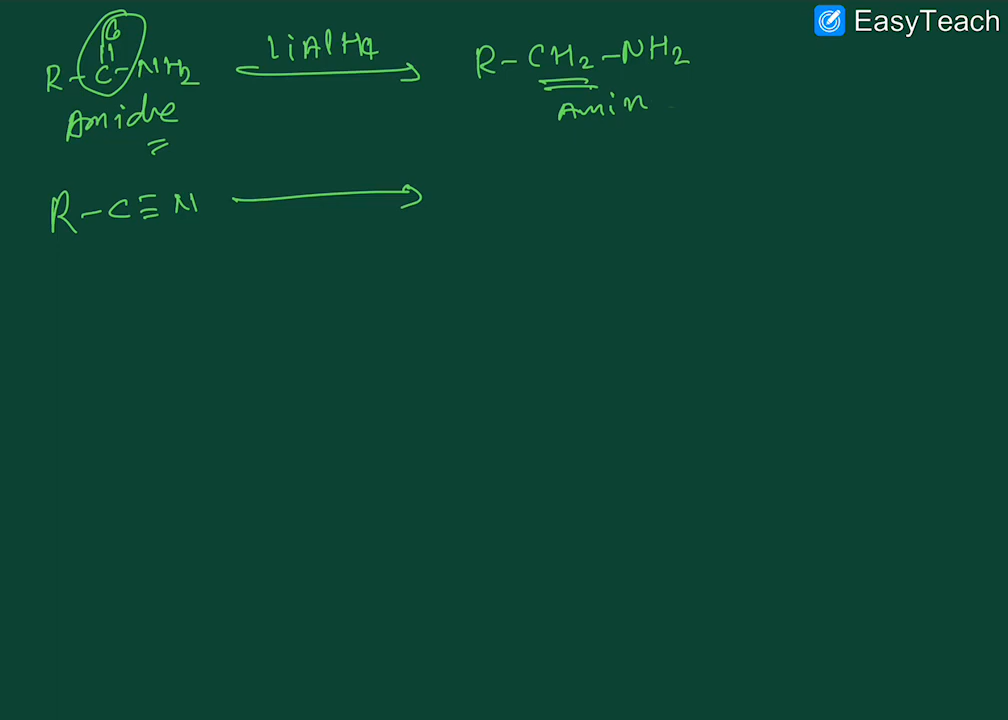 EasyTeach
O
||
R-C-NH2 LiAlH4 R-CH2-NH2
Amide Amin
R-C≡N